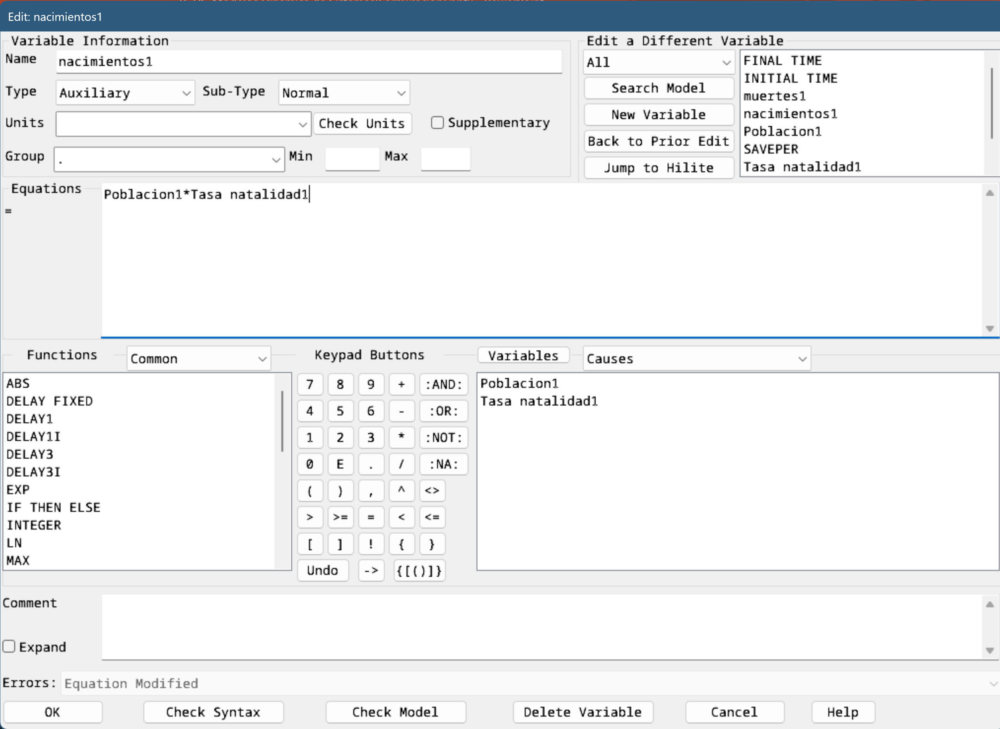 Edit: nacimientos1
Variable Information
Name nacimientos1
Type Auxiliary Sub-Type Normal
Units Check Units Supplementary
Group . Min Max
Edit a Different Variable
All
Search Model
New Variable
Back to Prior Edit
Jump to Hilite
FINAL TIME
INITIAL TIME
muertes1
nacimientos1
Poblacion1
SAVEPER
Tasa natalidad1
Equations
=
Poblacion1*Tasa natalidad1
Functions Common
ABS
DELAY FIXED
DELAY1
DELAY1I
DELAY3
DELAY3I
EXP
IF THEN ELSE
INTEGER
LN
MAX
Keypad Buttons
7 8 9 + :AND:
4 5 6 - :OR:
1 2 3 * :NOT:
0 E . / :NA:
( ) , ^ <>
> >= = < <=
[ ] ! { }
Undo -> {[()]}
Variables Causes
Poblacion1
Tasa natalidad1
Comment
Expand
Errors: Equation Modified
OK Check Syntax Check Model Delete Variable Cancel Help